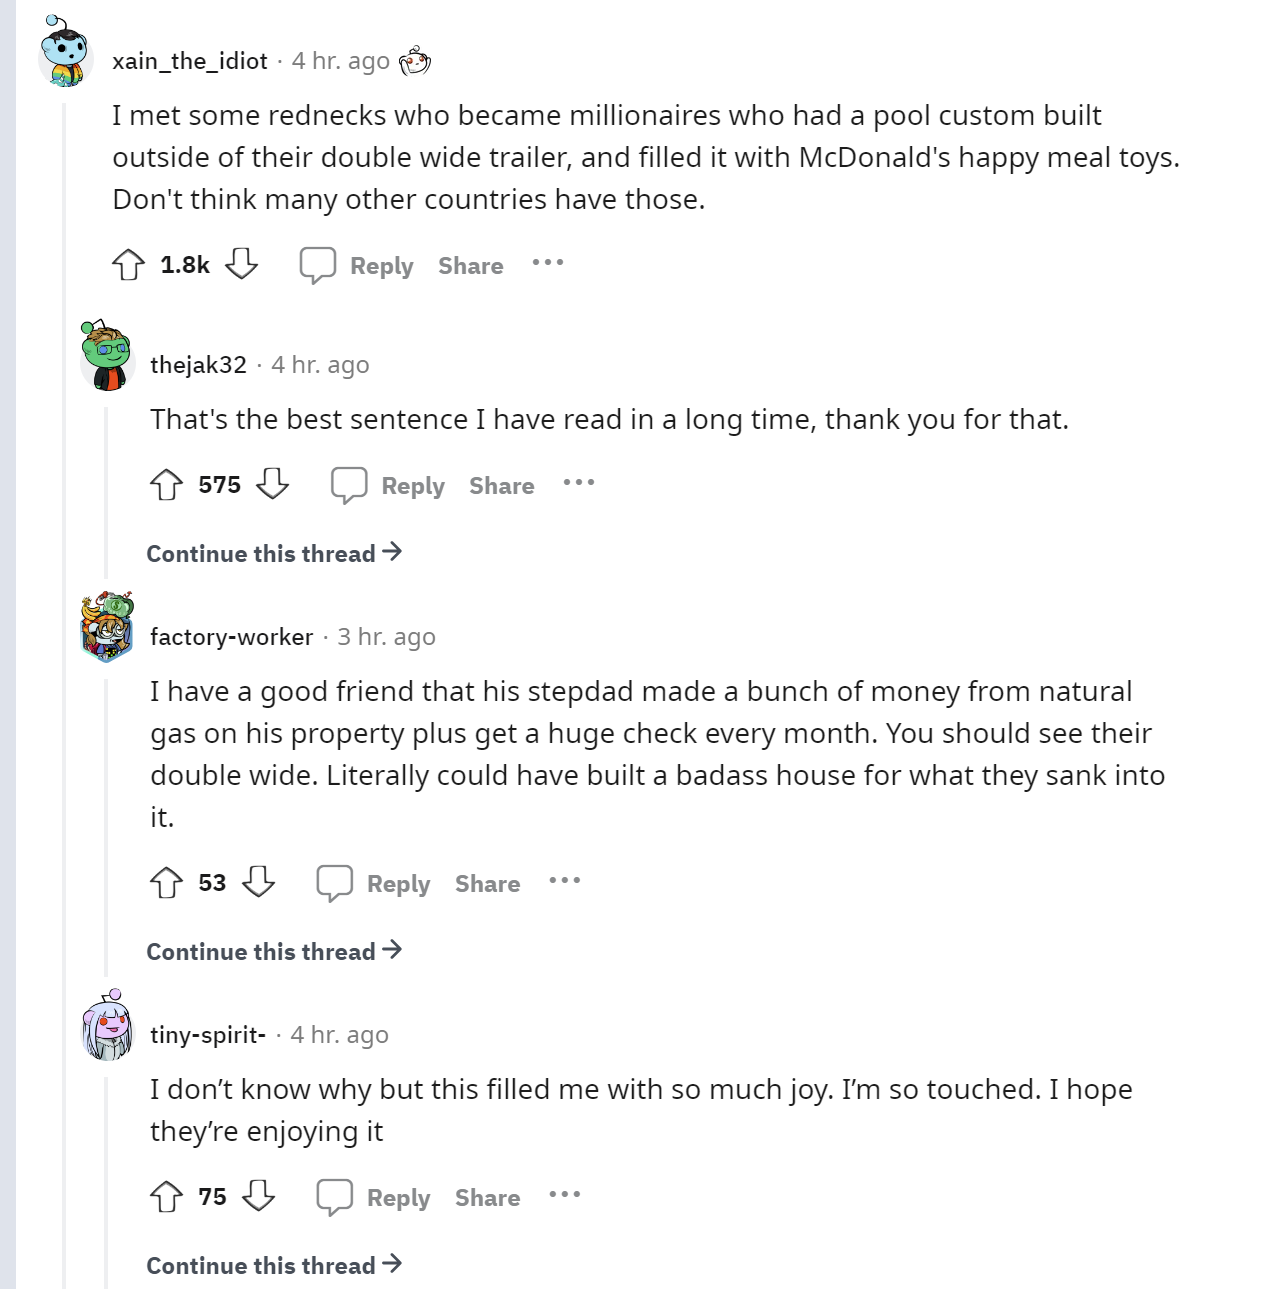 xain_the_idiot · 4 hr. ago
I met some rednecks who became millionaires who had a pool custom built
outside of their double wide trailer, and filled it with McDonald's happy meal toys.
Don't think many other countries have those.
1.8k Reply Share ···
thejak32 · 4 hr. ago
That's the best sentence I have read in a long time, thank you for that.
575 Reply Share ···
Continue this thread →
factory-worker · 3 hr. ago
I have a good friend that his stepdad made a bunch of money from natural
gas on his property plus get a huge check every month. You should see their
double wide. Literally could have built a badass house for what they sank into
it.
53 Reply Share ···
Continue this thread →
tiny-spirit- · 4 hr. ago
I don’t know why but this filled me with so much joy. I’m so touched. I hope
they’re enjoying it
75 Reply Share ···
Continue this thread →